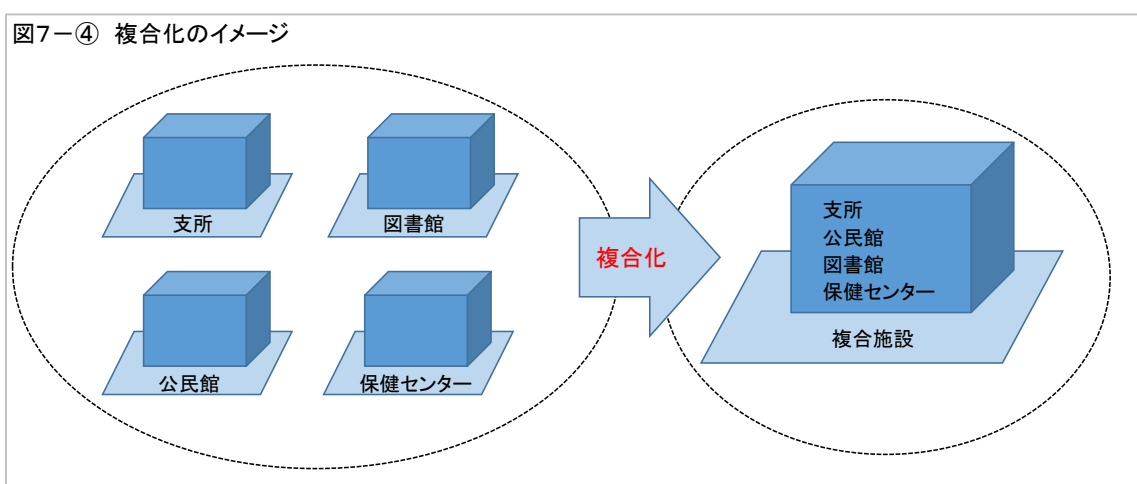 図7－④ 複合化のイメージ
支所
図書館
公民館
保健センター
複合化
支所
公民館
図書館
保健センター
複合施設